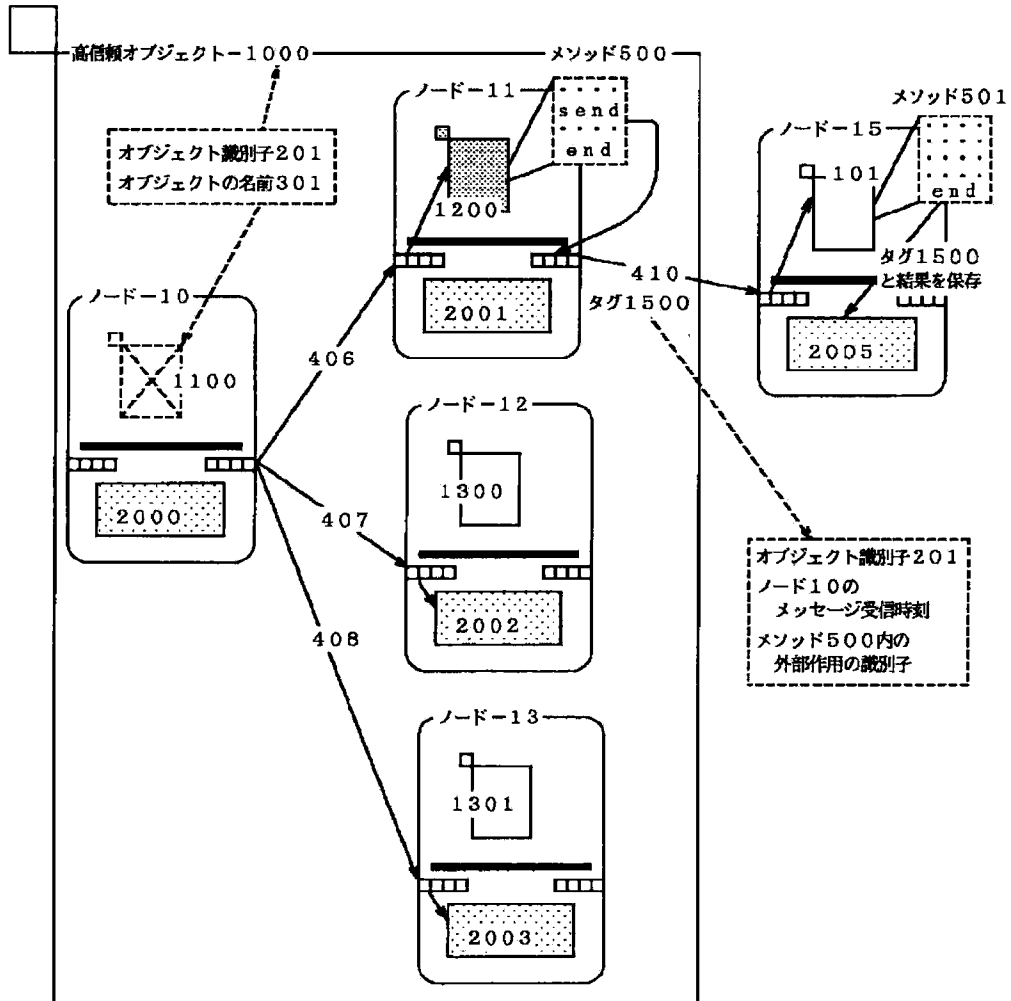 高信頼オブジェクト－1000
メソッド500
オブジェクト識別子201
オブジェクトの名前301
ノード－11
send
end
1200
2001
メソッド501
ノード－15
101
end
タグ1500
と結果を保存
2005
410
タグ1500
ノード－10
1100
2000
406
407
408
ノード－12
1300
2002
オブジェクト識別子201
ノード10の
メッセージ受信時刻
メソッド500内の
外部作用の識別子
ノード－13
1301
2003